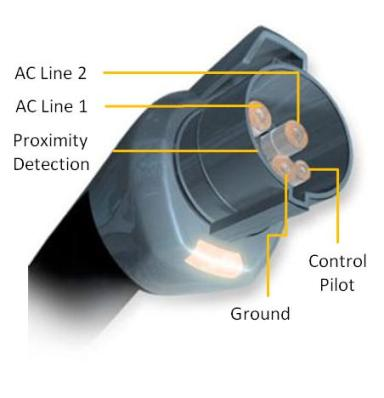 AC Line 2
AC Line 1
Proximity
Detection
Control
Pilot
Ground